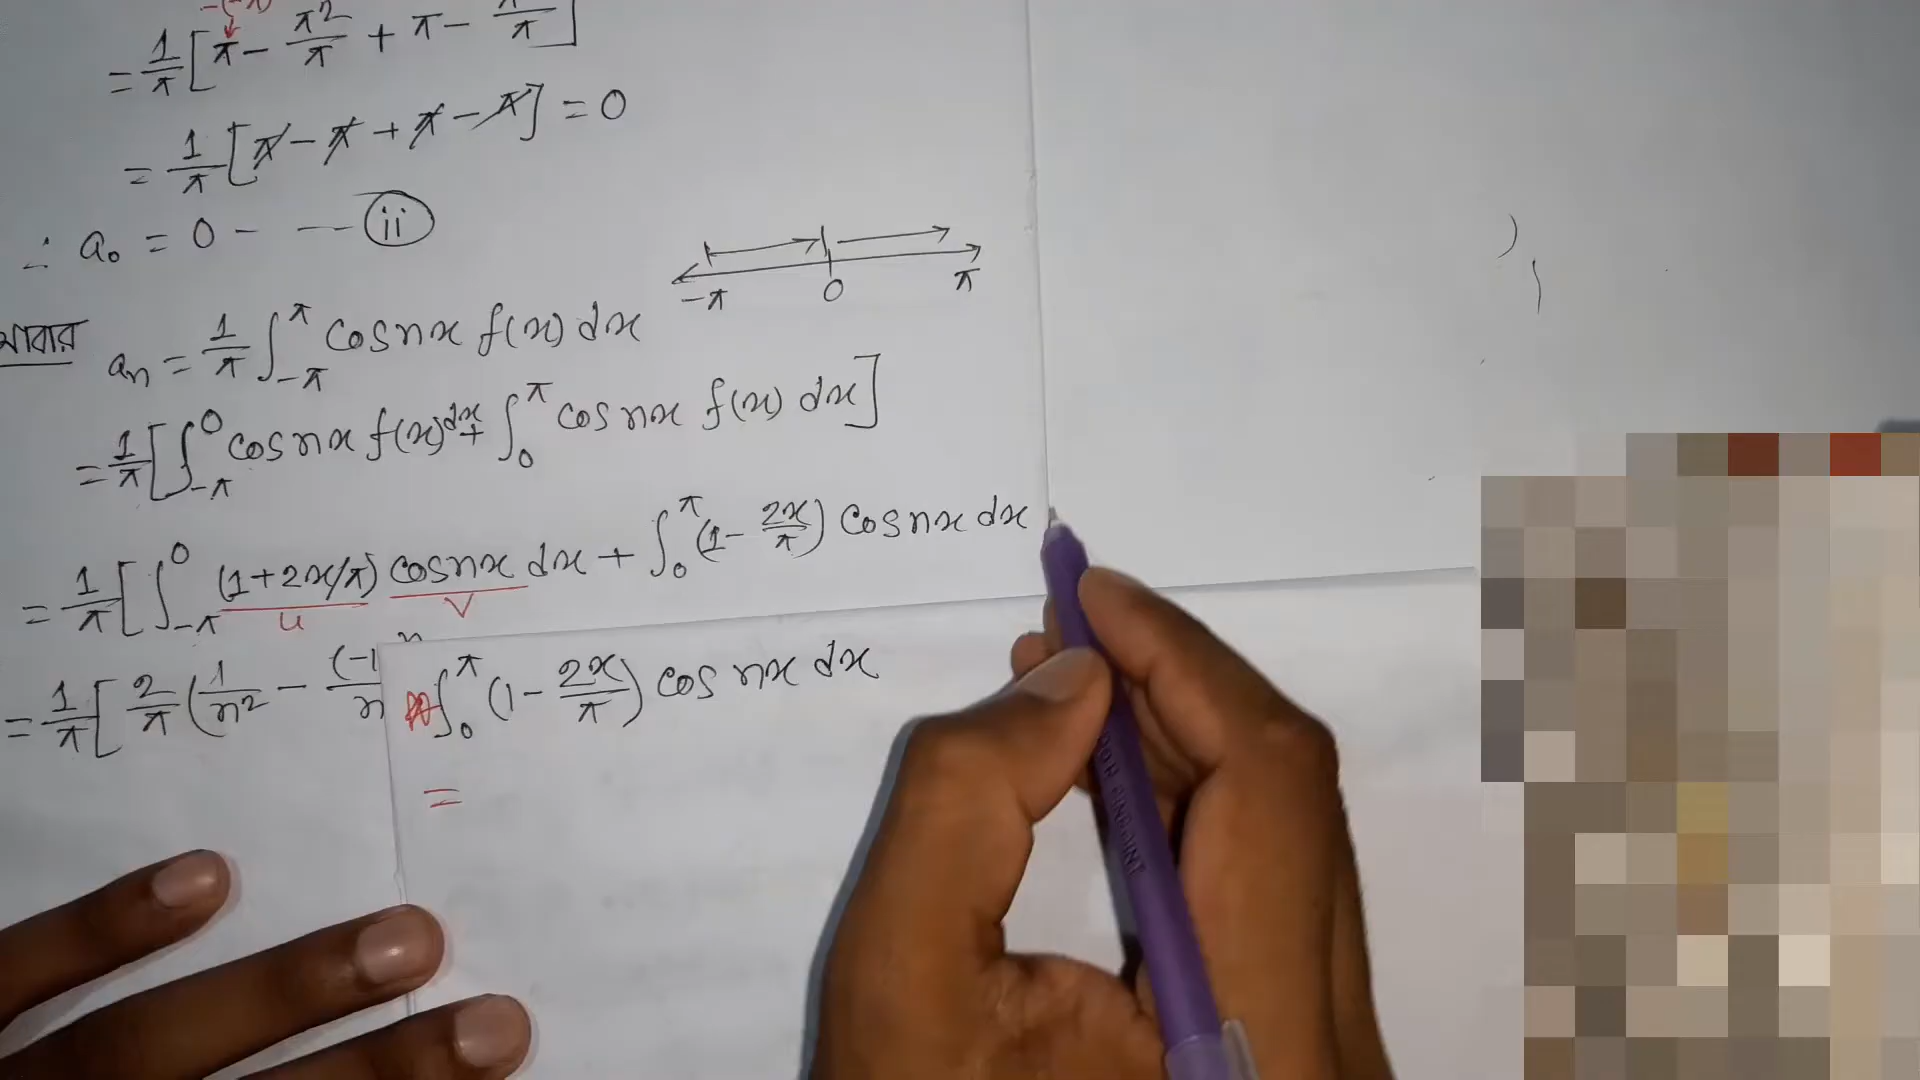 -(-π)
= 1/π [π - π²/π + π - /π]
= 1/π [π - π + π - π] = 0
∴ a₀ = 0 - — (ii)
-π 0 π
aₙ = 1/π ∫_{-π}^{π} cos nx f(x) dx
= 1/π [∫_{-π}^{0} cos nx f(x) dx + ∫_{0}^{π} cos nx f(x) dx]
= 1/π [∫_{-π}^{0} (1+2x/π) cos nx dx + ∫_{0}^{π} (1 - 2x/π) cos nx dx
u v
= 1/π [2/π (1/n² - (-1
∫_{0}^{π} (1 - 2x/π) cos nx dx
=